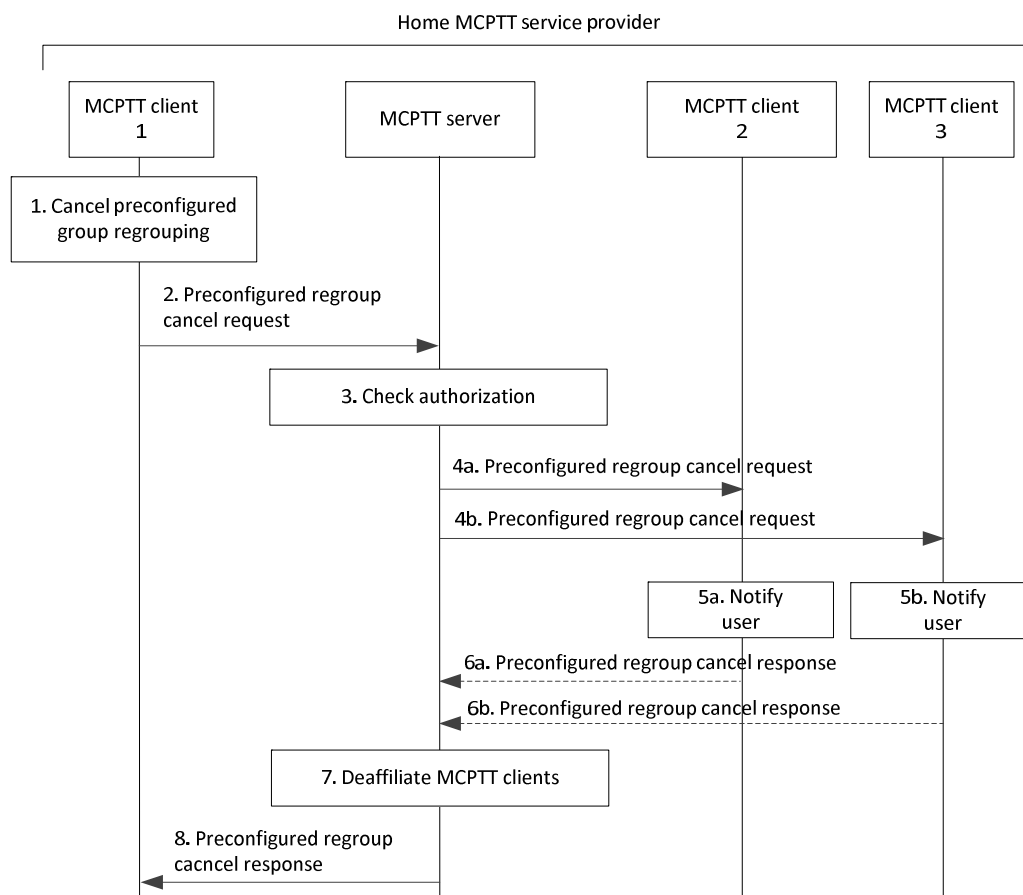 Home MCPTT service provider
MCPTT client
1
MCPTT server
MCPTT client
2
MCPTT client
3
1. Cancel preconfigured
group regrouping
2. Preconfigured regroup
cancel request
3. Check authorization
4a. Preconfigured regroup cancel request
4b. Preconfigured regroup cancel request
5a. Notify
user
5b. Notify
user
6a. Preconfigured regroup cancel response
6b. Preconfigured regroup cancel response
7. Deaffiliate MCPTT clients
8. Preconfigured regroup
cacncel response